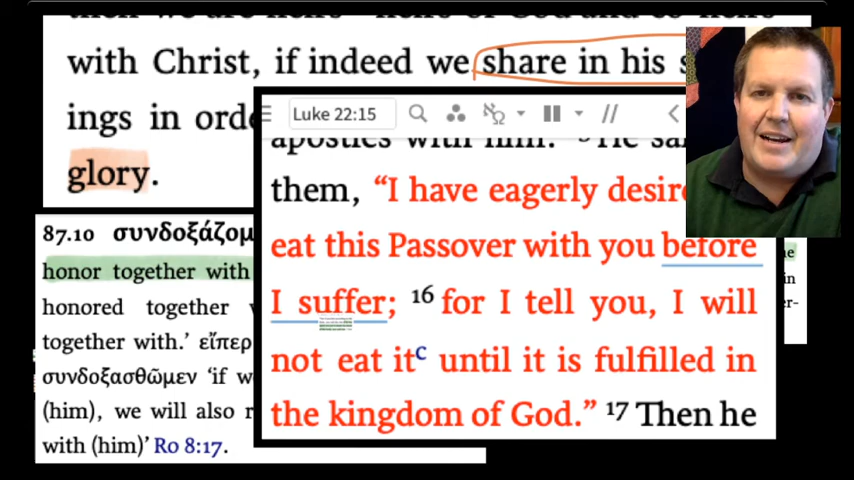 with Christ, if indeed we share in his s
ings in orde
glory.
Luke 22:15
apostles with him.
them, “I have eagerly desire
eat this Passover with you before
I suffer; 16 for I tell you, I will
not eat itc until it is fulfilled in
the kingdom of God.” 17 Then he
87.10 συνδοξάζομ
honor together with
honored together
together with.’ εἴπερ
συνδοξασθῶμεν ‘if w
(him), we will also r
with (him)’ Ro 8:17.